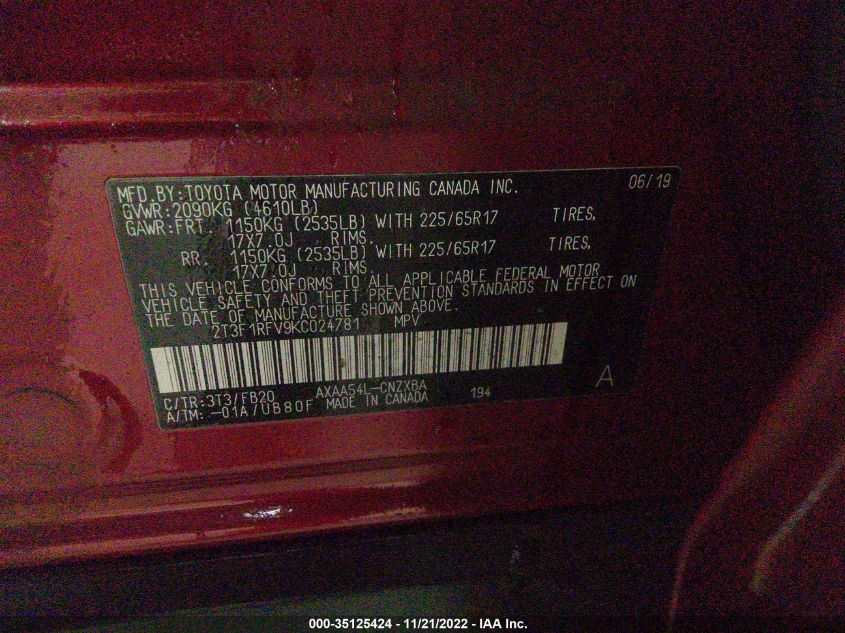 MFD.BY:TOYOTA MOTOR MANUFACTURING CANADA INC. 06/19
GVWR:2090KG (4610LB)
GAWR:FRT. 1150KG (2535LB) WITH 225/65R17 TIRES,
17X7.0J RIMS.
RR. 1150KG (2535LB) WITH 225/65R17 TIRES,
17X7.0J RIMS.
THIS VEHICLE CONFORMS TO ALL APPLICABLE FEDERAL MOTOR
VEHICLE SAFETY AND THEFT PREVENTION STANDARDS IN EFFECT ON
THE DATE OF MANUFACTURE SHOWN ABOVE.
2T3F1RFV9KC024781 MPV
C/TR:3T3/FB20 AXAA54L-CNZXBA 194 A
A/TM:-01A/UB80F MADE IN CANADA
000-35125424 - 11/21/2022 - IAA Inc.